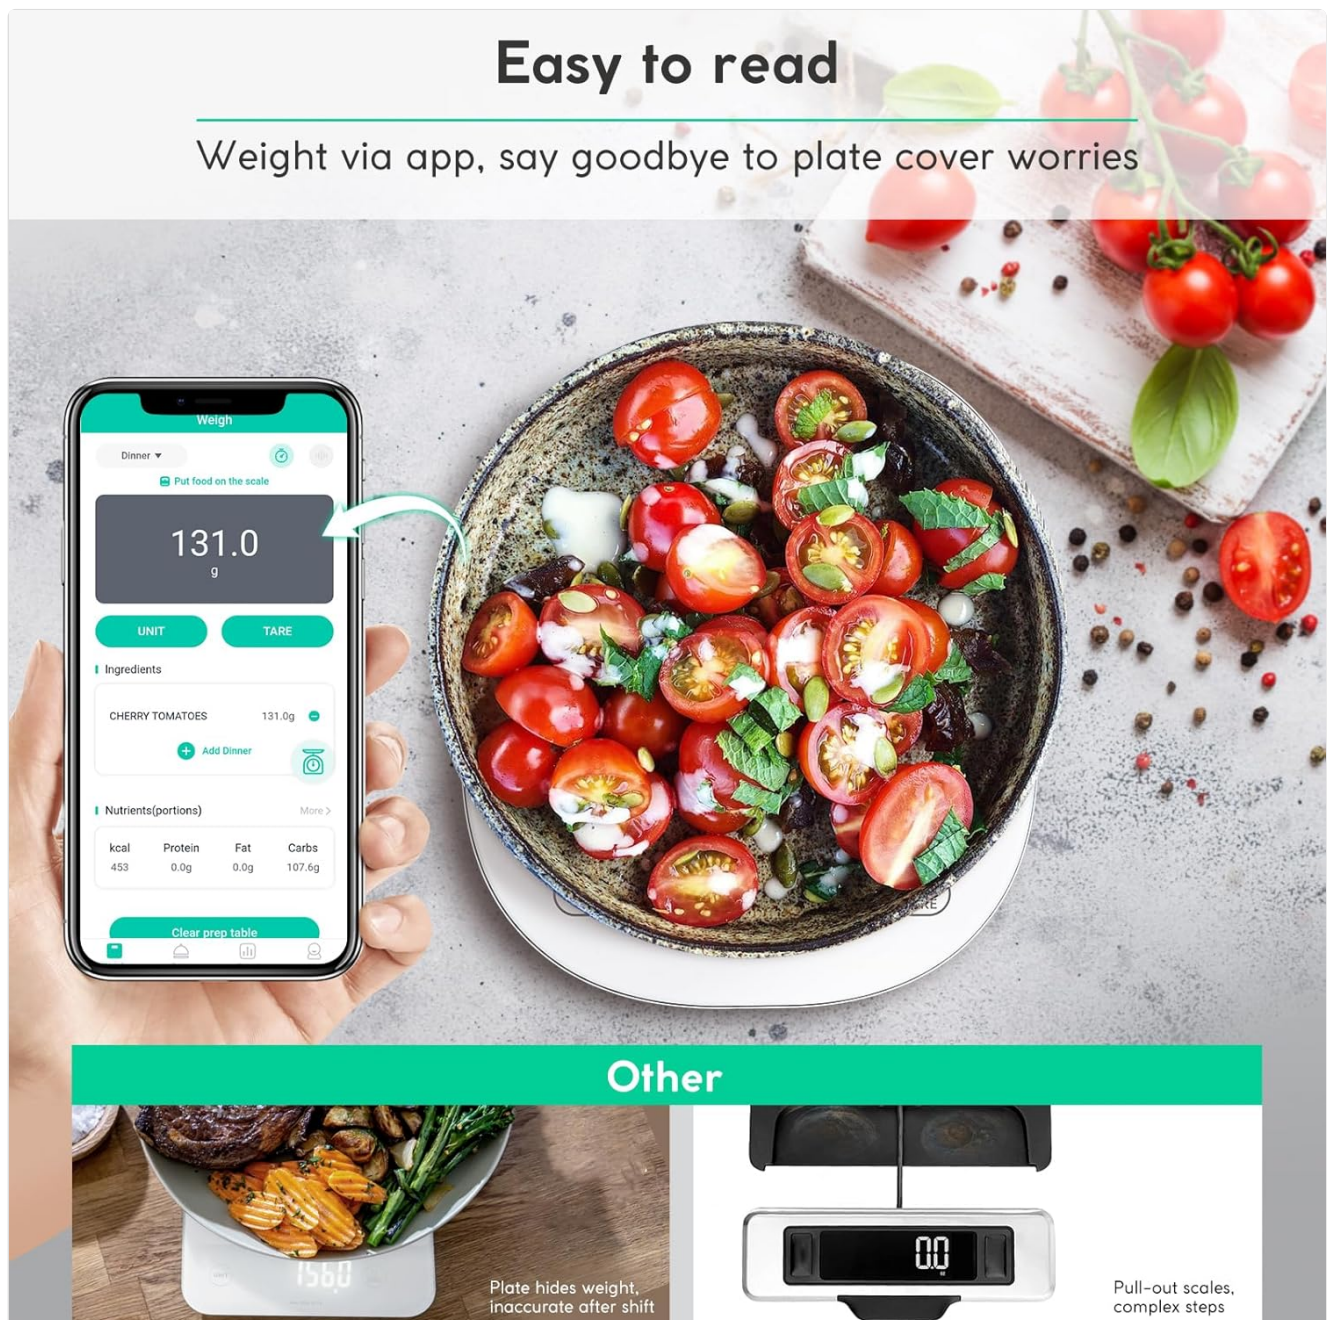 Easy to read
Weight via app, say goodbye to plate cover worries
Weigh
Dinner
Put food on the scale
131.0
g
UNIT
TARE
Ingredients
CHERRY TOMATOES 131.0g
Add Dinner
Nutrients(portions) More
kcal Protein Fat Carbs
453 0.0g 0.0g 107.6g
Clear prep table
Other
1560
Plate hides weight,
inaccurate after shift
0.0
Pull-out scales,
complex steps